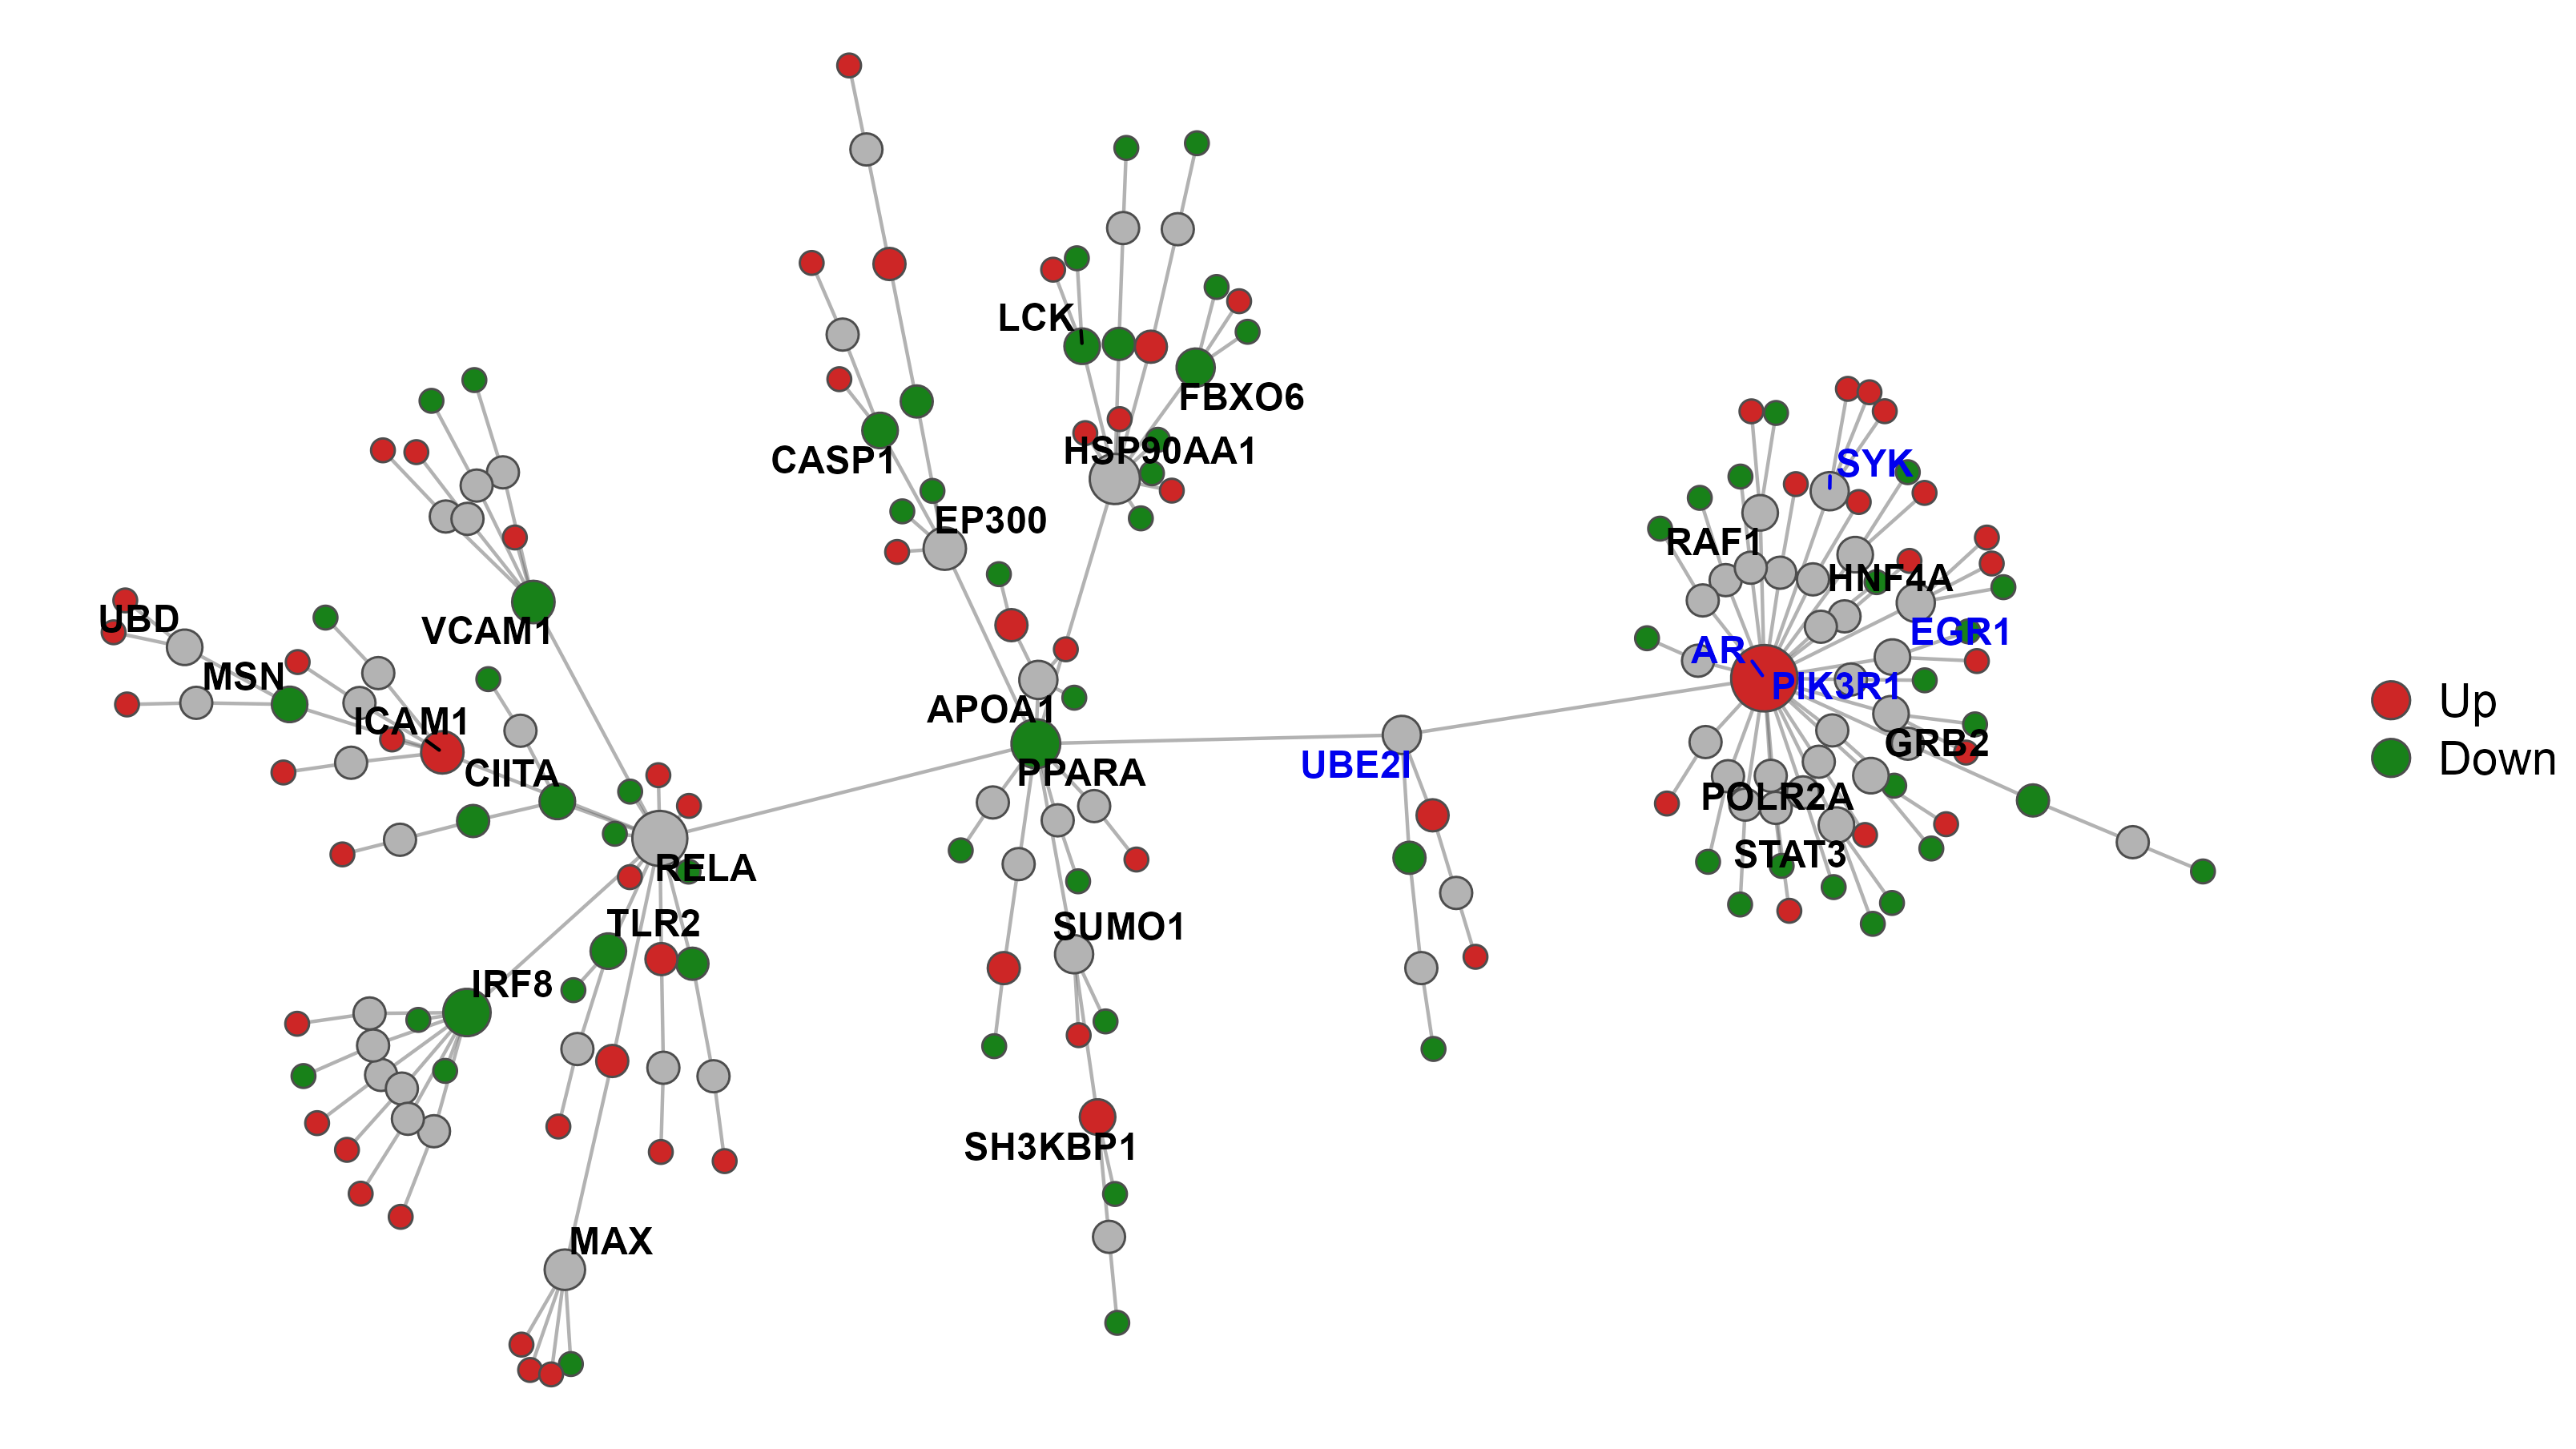 LCK
FBXO6
HSP90AA1
CASP1
SYK
EP300
RAF1
HNF4A
UBD
VCAM1
EGR1
AR
MSN
PIK3R1
ICAM1
APOA1
Up
GRB2
Down
CIITA
PPARA
UBE2I
POLR2A
RELA
STAT3
TLR2
SUMO1
IRF8
SH3KBP1
MAX